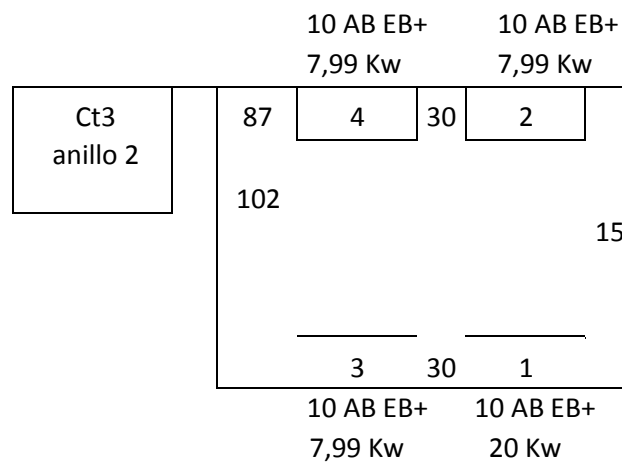 10 AB EB+ 10 AB EB+
7,99 Kw 7,99 Kw
Ct3 87 4 30 2
anillo 2
102
15
3 30 1
10 AB EB+ 10 AB EB+
7,99 Kw 20 Kw